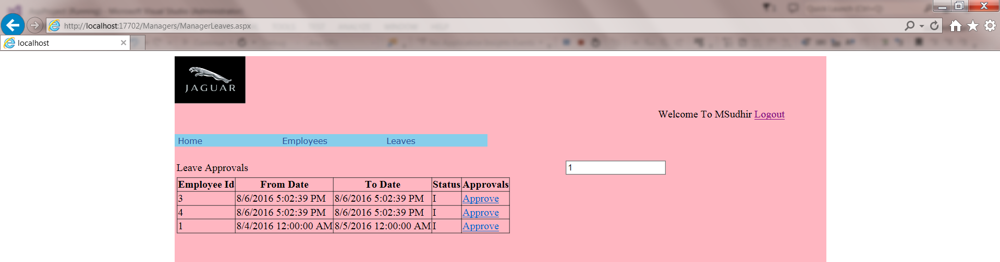 http://localhost:17702/Managers/ManagerLeaves.aspx
localhost
JAGUAR
Welcome To MSudhir Logout
Home Employees Leaves
Leave Approvals 1
Employee Id From Date To Date Status Approvals
3 8/6/2016 5:02:39 PM 8/6/2016 5:02:39 PM I Approve
4 8/6/2016 5:02:39 PM 8/6/2016 5:02:39 PM I Approve
1 8/4/2016 12:00:00 AM 8/5/2016 12:00:00 AM I Approve